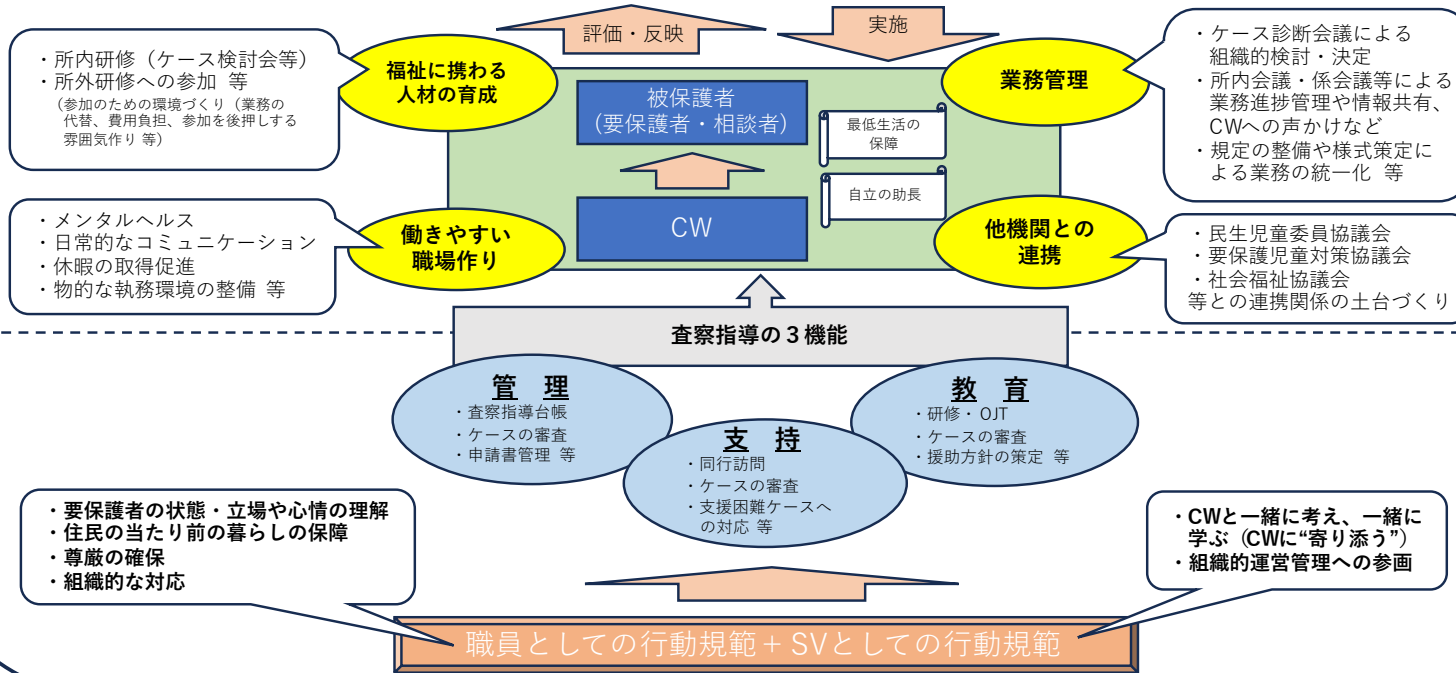 評価・反映
実施
・所内研修（ケース検討会等）
・所外研修への参加 等
（参加のための環境づくり（業務の
代替、費用負担、参加を後押しする
雰囲気作り 等）
福祉に携わる
人材の育成
業務管理
・ケース診断会議による
組織的検討・決定
・所内会議・係会議等による
業務進捗管理や情報共有、
CWへの声かけなど
・規定の整備や様式策定に
よる業務の統一化 等
被保護者
（要保護者・相談者）
最低生活の
保障
自立の助長
CW
・メンタルヘルス
・日常的なコミュニケーション
・休暇の取得促進
・物的な執務環境の整備 等
働きやすい
職場作り
他機関との
連携
・民生児童委員協議会
・要保護児童対策協議会
・社会福祉協議会
等との連携関係の土台づくり
査察指導の３機能
管 理
・査察指導台帳
・ケースの審査
・申請書管理 等
支 持
・同行訪問
・ケースの審査
・支援困難ケースへ
の対応 等
教 育
・研修・OJT
・ケースの審査
・援助方針の策定 等
・要保護者の状態・立場や心情の理解
・住民の当たり前の暮らしの保障
・尊厳の確保
・組織的な対応
・CWと一緒に考え、一緒に
学ぶ（CWに“寄り添う”）
・組織的運営管理への参画
職員としての行動規範＋SVとしての行動規範